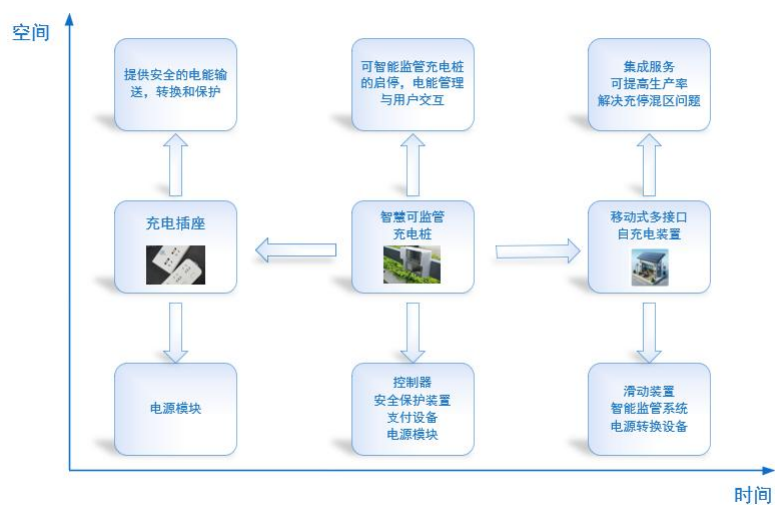 空间
提供安全的电能输
送，转换和保护
可智能监管充电桩
的启停，电能管理
与用户交互
集成服务
可提高生产率
解决充停混区问题
充电插座
智慧可监管
充电桩
移动式多接口
自充电装置
电源模块
控制器
安全保护装置
支付设备
电源模块
滑动装置
智能监管系统
电源转换设备
时间